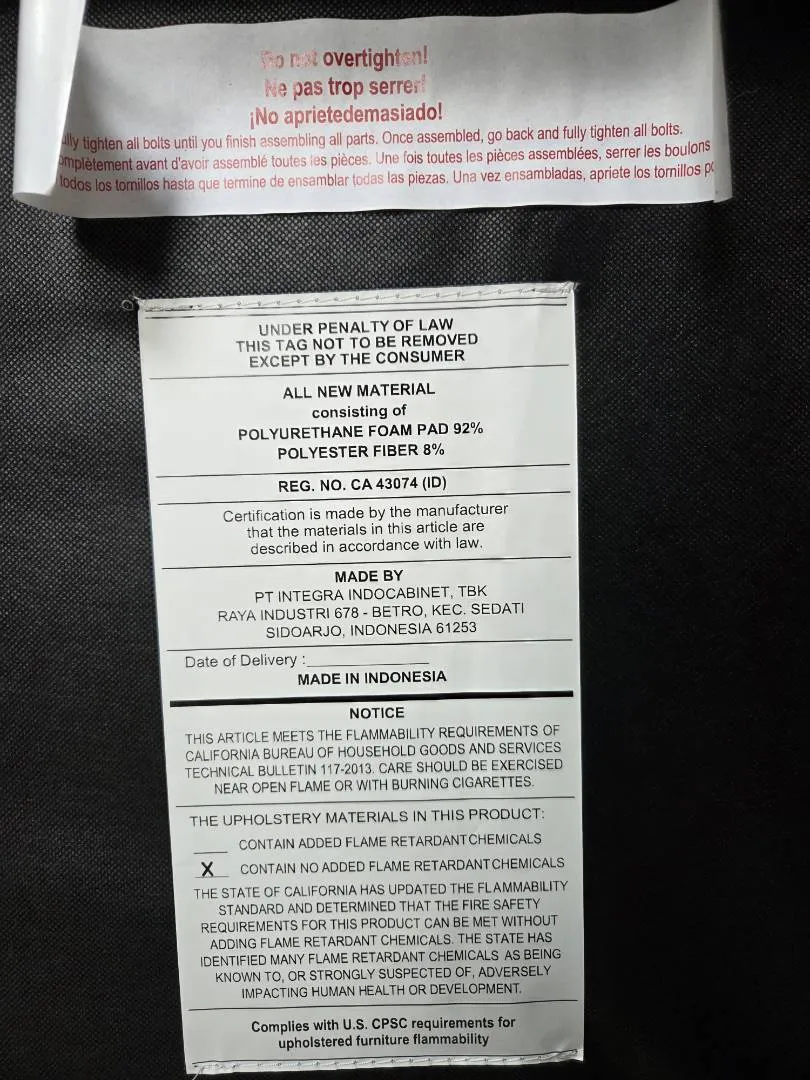 Do not overtighten!
Ne pas trop serrer!
¡No aprietedemasiado!
tighten all bolts until you finish assembling all parts. Once assembled, go back and fully tighten all bolts.
avant d'avoir assemblé toutes les pièces. Une fois toutes les pièces assemblées, serrer les boulons
todos los tornillos hasta que termine de ensamblar todas las piezas. Una vez ensambladas, apriete los tornillos
UNDER PENALTY OF LAW
THIS TAG NOT TO BE REMOVED
EXCEPT BY THE CONSUMER
ALL NEW MATERIAL
consisting of
POLYURETHANE FOAM PAD 92%
POLYESTER FIBER 8%
REG. NO. CA 43074 (ID)
Certification is made by the manufacturer
that the materials in this article are
described in accordance with law.
MADE BY
PT INTEGRA INDOCABINET, TBK
RAYA INDUSTRI 678 - BETRO, KEC. SEDATI
SIDOARJO, INDONESIA 61253
Date of Delivery :
MADE IN INDONESIA
NOTICE
THIS ARTICLE MEETS THE FLAMMABILITY REQUIREMENTS OF
CALIFORNIA BUREAU OF HOUSEHOLD GOODS AND SERVICES
TECHNICAL BULLETIN 117-2013. CARE SHOULD BE EXERCISED
NEAR OPEN FLAME OR WITH BURNING CIGARETTES.
THE UPHOLSTERY MATERIALS IN THIS PRODUCT:
CONTAIN ADDED FLAME RETARDANT CHEMICALS
X CONTAIN NO ADDED FLAME RETARDANT CHEMICALS
THE STATE OF CALIFORNIA HAS UPDATED THE FLAMMABILITY
STANDARD AND DETERMINED THAT THE FIRE SAFETY
REQUIREMENTS FOR THIS PRODUCT CAN BE MET WITHOUT
ADDING FLAME RETARDANT CHEMICALS. THE STATE HAS
IDENTIFIED MANY FLAME RETARDANT CHEMICALS AS BEING
KNOWN TO, OR STRONGLY SUSPECTED OF, ADVERSELY
IMPACTING HUMAN HEALTH OR DEVELOPMENT.
Complies with U.S. CPSC requirements for
upholstered furniture flammability